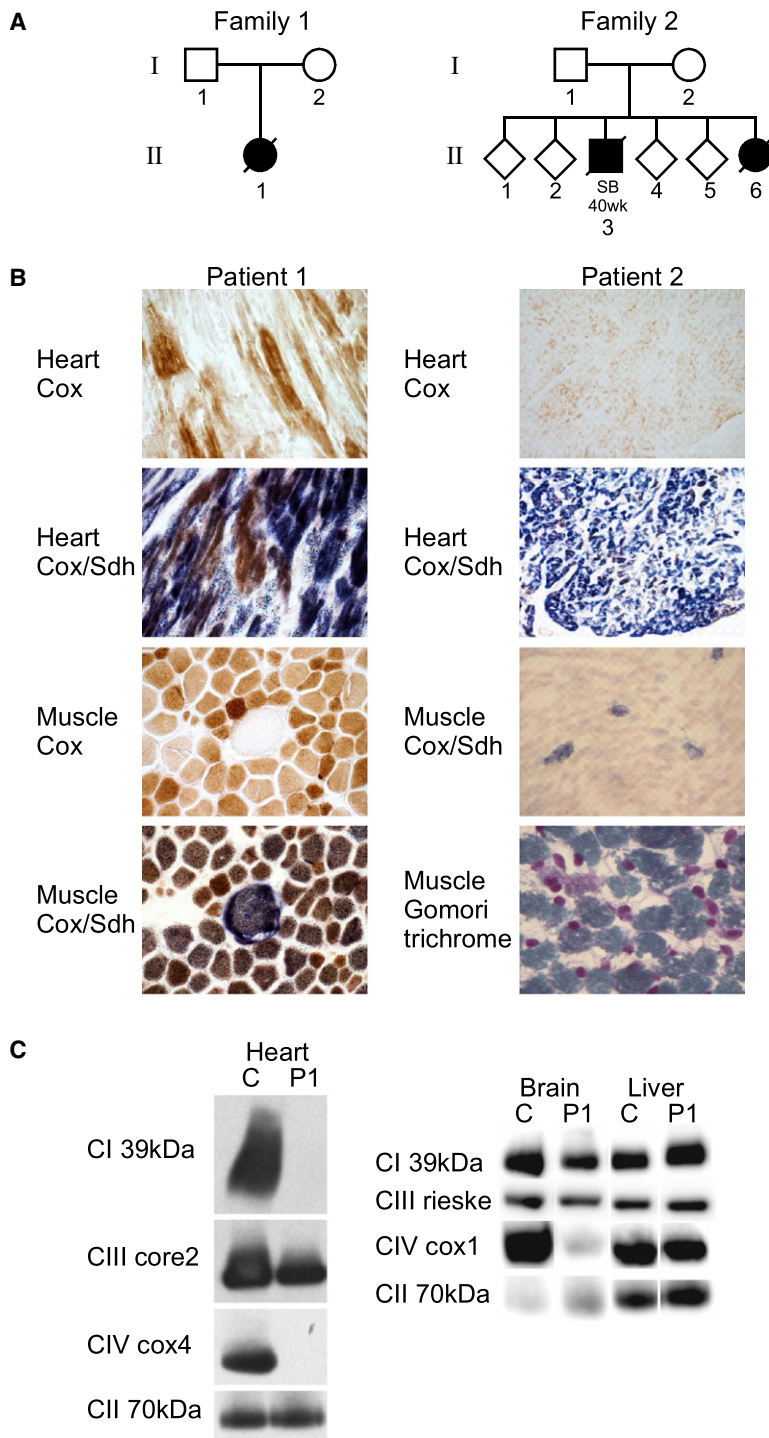 A
Family 1
Family 2
I
1
2
I
1
2
II
1
II
1
2
SB
40wk
3
4
5
6
B
Patient 1
Patient 2
Heart
Cox
Heart
Cox
Heart
Cox/Sdh
Heart
Cox/Sdh
Muscle
Cox
Muscle
Cox/Sdh
Muscle
Cox/Sdh
Muscle
Gomori
trichrome
C
Heart
C P1
CI 39kDa
CIII core2
CIV cox4
CII 70kDa
Brain Liver
C P1 C P1
CI 39kDa
CIII rieske
CIV cox1
CII 70kDa